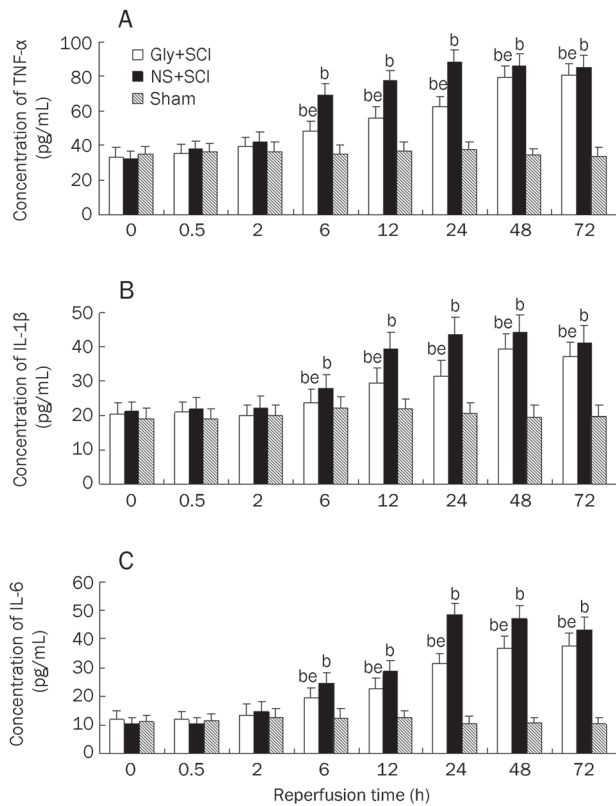 A
Concentration of TNF-α
(pg/mL)
100
80
60
40
20
0
Gly+SCI
NS+SCI
Sham
be b be b be b be b be b
0 0.5 2 6 12 24 48 72
B
Concentration of IL-1β
(pg/mL)
50
40
30
20
10
0
be b be b be b be b be b
0 0.5 2 6 12 24 48 72
C
Concentration of IL-6
(pg/mL)
60
50
40
30
20
10
0
be b be b be b be b be b
0 0.5 2 6 12 24 48 72
Reperfusion time (h)